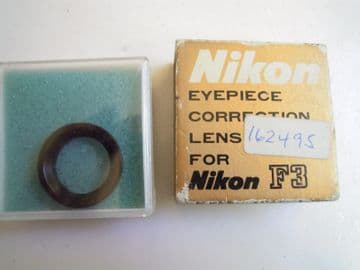 Nikon
EYEPIECE
CORRECTION
LENS
162495
FOR
Nikon F3